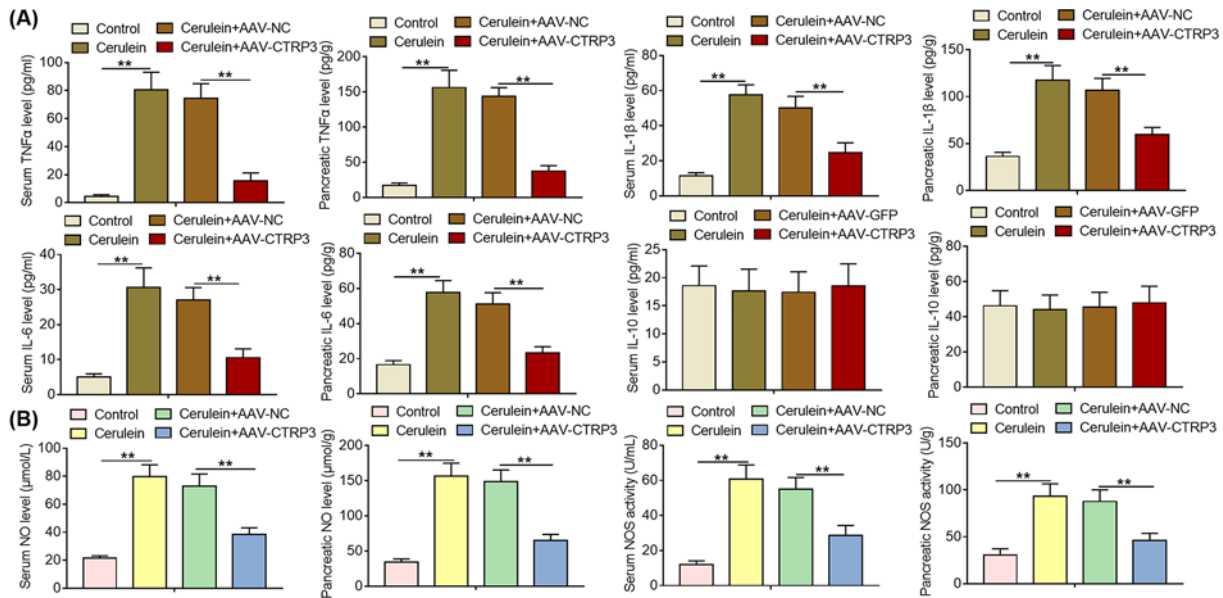 (A)
Control Cerulein+AAV-NC
Cerulein Cerulein+AAV-CTRP3
Serum TNFα level (pg/ml)
100
80
60
40
20
0
** **
Control Cerulein+AAV-NC
Cerulein Cerulein+AAV-CTRP3
Pancreatic TNFα level (pg/g)
200
150
100
50
0
** **
Control Cerulein+AAV-NC
Cerulein Cerulein+AAV-CTRP3
Serum IL-1β level (pg/ml)
80
60
40
20
0
** **
Control Cerulein+AAV-NC
Cerulein Cerulein+AAV-CTRP3
Pancreatic IL-1β level (pg/g)
150
100
50
0
** **
Control Cerulein+AAV-NC
Cerulein Cerulein+AAV-CTRP3
Serum IL-6 level (pg/ml)
40
30
20
10
0
** **
Control Cerulein+AAV-NC
Cerulein Cerulein+AAV-CTRP3
Pancreatic IL-6 level (pg/g)
80
60
40
20
0
** **
Control Cerulein+AAV-GFP
Cerulein Cerulein+AAV-CTRP3
Serum IL-10 level (pg/ml)
25
20
15
10
5
0
Control Cerulein+AAV-GFP
Cerulein Cerulein+AAV-CTRP3
Pancreatic IL-10 level (pg/g)
100
80
60
40
20
0
(B)
Control Cerulein+AAV-NC
Cerulein Cerulein+AAV-CTRP3
Serum NO level (μmol/L)
100
80
60
40
20
0
** **
Control Cerulein+AAV-NC
Cerulein Cerulein+AAV-CTRP3
Pancreatic NO level (μmol/g)
200
150
100
50
0
** **
Control Cerulein+AAV-NC
Cerulein Cerulein+AAV-CTRP3
Serum NOS activity (U/mL)
80
60
40
20
0
** **
Control Cerulein+AAV-NC
Cerulein Cerulein+AAV-CTRP3
Pancreatic NOS activity (U/g)
150
100
50
0
** **